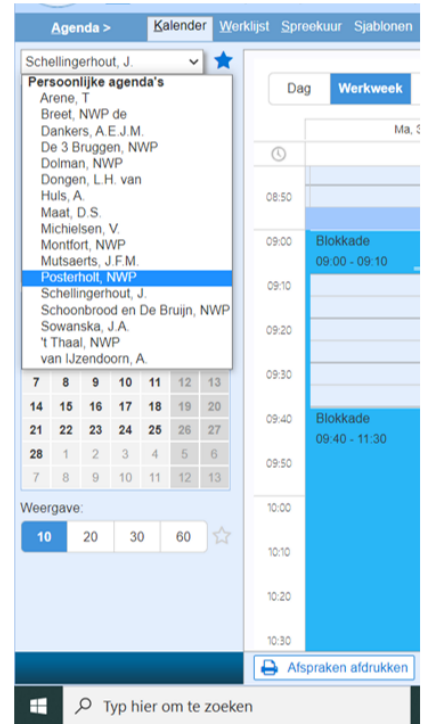 Agenda >
Kalender Werklijst Spreekuur Sjablonen
Schellingerhout, J.
Persoonlijke agenda's
Arene, T
Breet, NWP de
Dankers, A.E.J.M.
De 3 Bruggen, NWP
Dolman, NWP
Dongen, L.H. van
Huls, A.
Maat, D.S.
Michielsen, V.
Montfort, NWP
Mutsaerts, J.F.M.
Posterholt, NWP
Schellingerhout, J.
Schoonbrood en De Bruijn, NWP
Sowanska, J.A.
't Thaal, NWP
van IJzendoorn, A.
7 8 9 10 11 12 13
14 15 16 17 18 19 20
21 22 23 24 25 26 27
28 1 2 3 4 5 6
7 8 9 10 11 12 13
Weergave:
10 20 30 60
Dag Werkweek
Ma, 3
08:50
09:00 Blokkade
09:00 - 09:10
09:10
09:20
09:30
09:40 Blokkade
09:40 - 11:30
09:50
10:00
10:10
10:20
10:30
Afspraken afdrukken
Typ hier om te zoeken